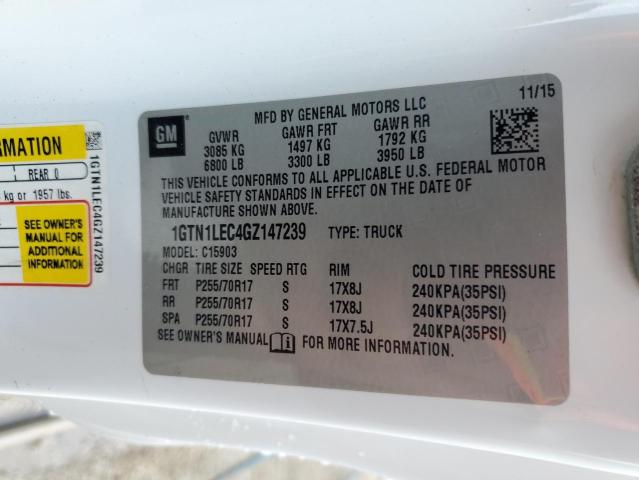 11/15
MFD BY GENERAL MOTORS LLC
GM
GVWR GAWR FRT GAWR RR
3085 KG 1497 KG 1792 KG
6800 LB 3300 LB 3950 LB
THIS VEHICLE CONFORMS TO ALL APPLICABLE U.S. FEDERAL MOTOR
VEHICLE SAFETY STANDARDS IN EFFECT ON THE DATE OF
MANUFACTURE SHOWN ABOVE.
1GTN1LEC4GZ147239 TYPE: TRUCK
MODEL: C15903
CHGR TIRE SIZE SPEED RTG RIM COLD TIRE PRESSURE
FRT P255/70R17 S 17X8J 240KPA(35PSI)
RR P255/70R17 S 17X8J 240KPA(35PSI)
SPA P255/70R17 S 17X7.5J 240KPA(35PSI)
SEE OWNER'S MANUAL FOR MORE INFORMATION.
REAR 0
kg or 1957 lbs.
SEE OWNER'S
MANUAL FOR
ADDITIONAL
INFORMATION
1GTN1LEC4GZ147239